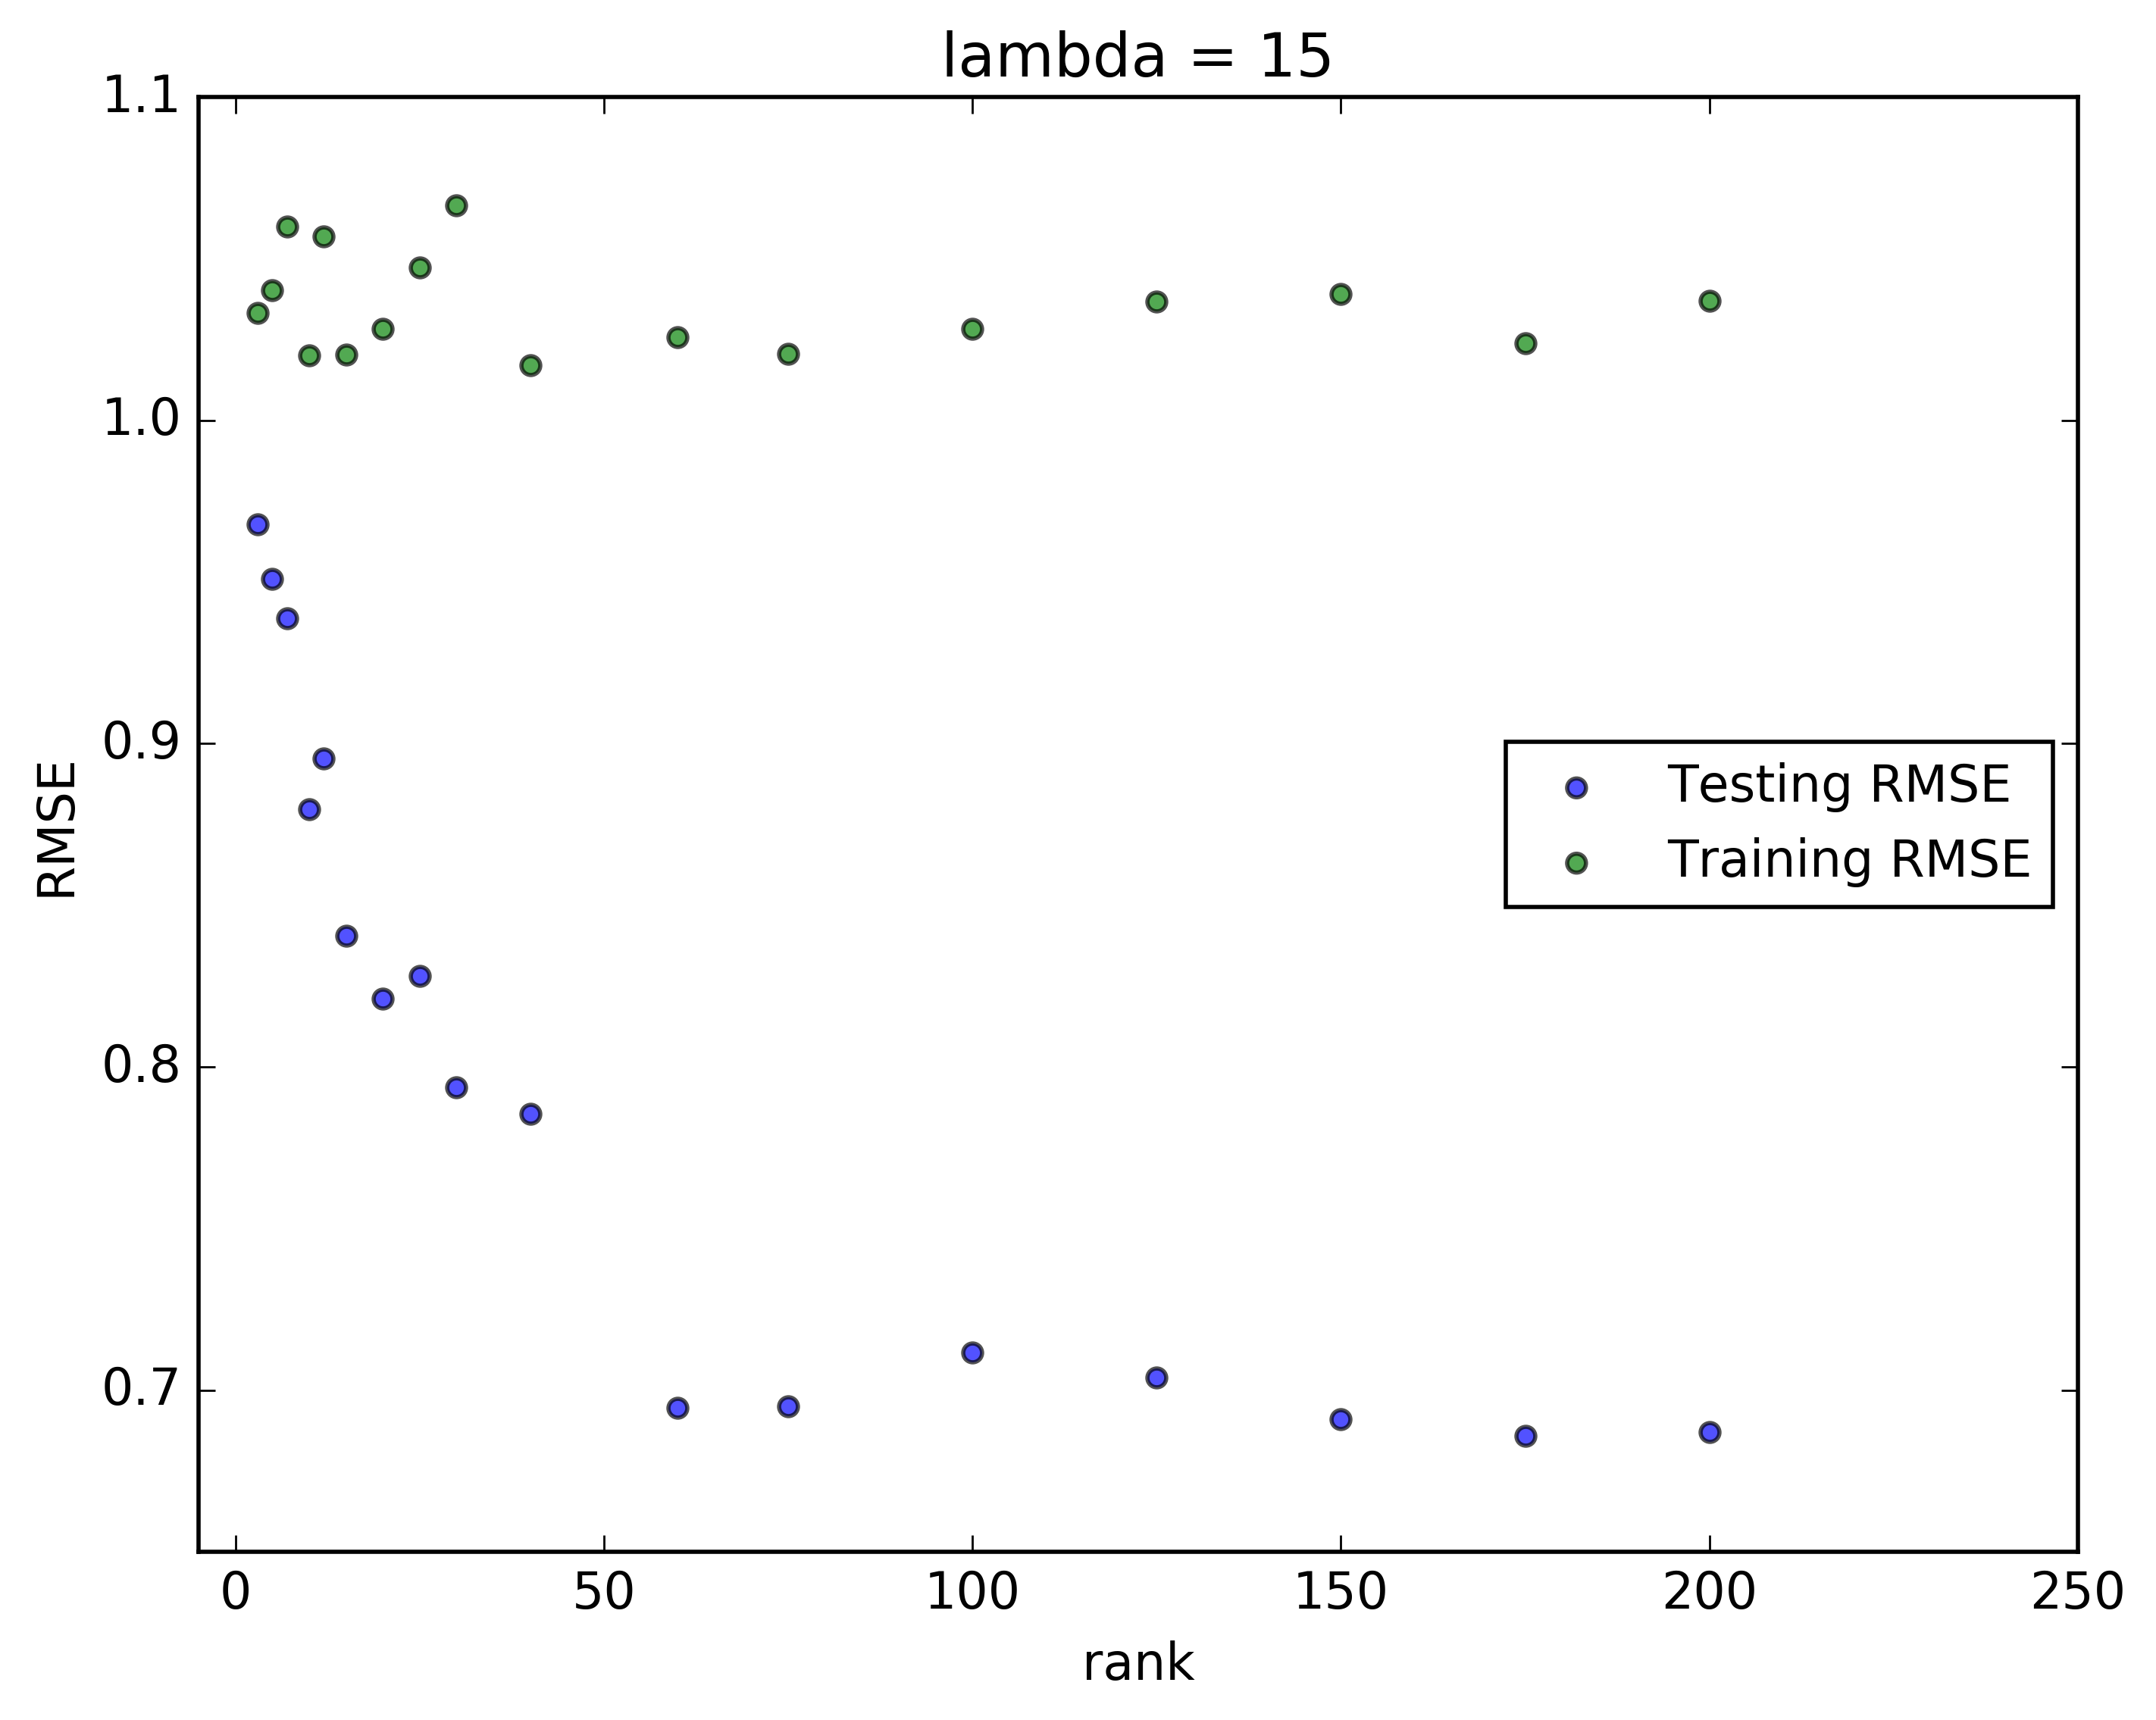 lambda = 15
1.1
1.0
0.9
0.8
0.7
RMSE
Testing RMSE
Training RMSE
0 50 100 150 200 250
rank